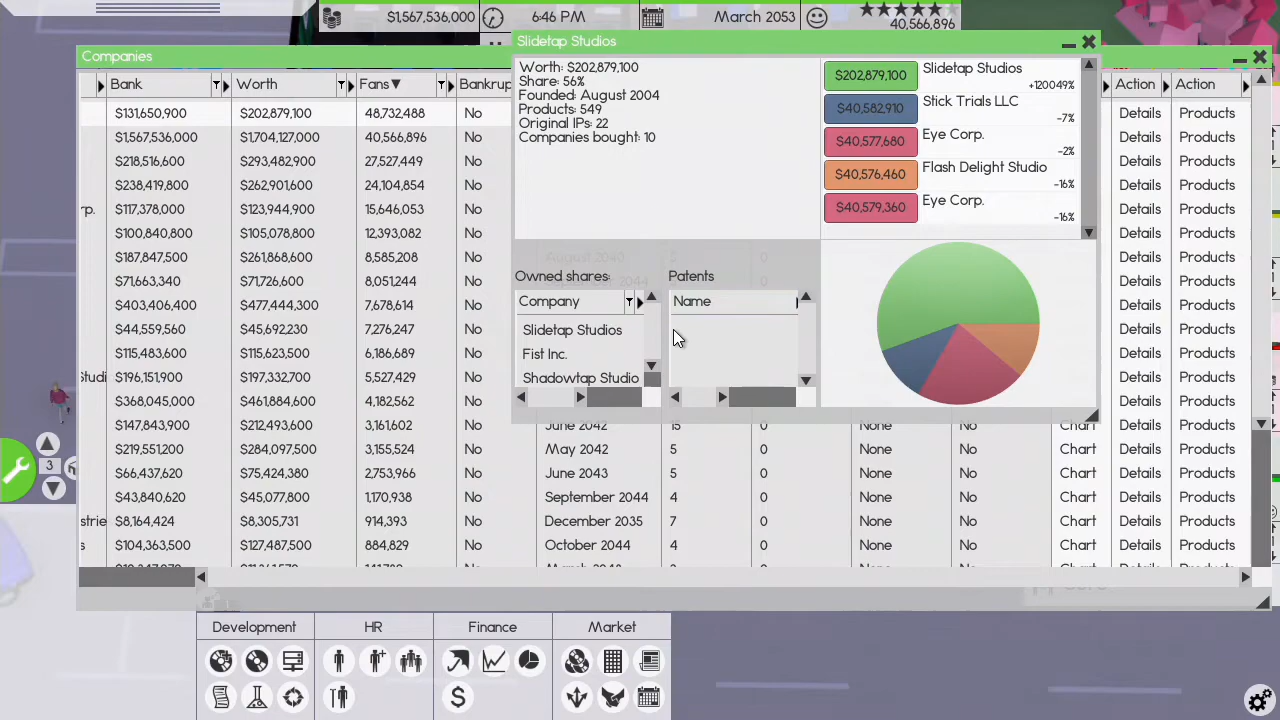 $1,567,536,000
6:46 PM
March 2053
40,566,896
Companies
Slidetap Studios
Bank Worth Fans Bankrup Action Action
$131,650,900 $202,879,100 48,732,488 No Details Products
$1,567,536,000 $1,704,127,000 40,566,896 No Details Products
$218,516,600 $293,482,900 27,527,449 No Details Products
$238,419,800 $262,901,600 24,104,854 No Details Products
rp. $117,378,000 $123,944,900 15,646,053 No Details Products
$100,840,800 $105,078,800 12,393,082 No Details Products
$187,847,500 $261,868,600 8,585,208 No Details Products
$71,663,340 $71,726,600 8,051,244 No Details Products
$403,406,400 $477,444,300 7,678,614 No Details Products
$44,559,560 $45,692,230 7,276,247 No Details Products
$115,500,000 $115,623,500 6,186,689 No Details Products
Studi $196,151,900 $197,332,700 5,527,429 No Details Products
$368,045,000 $461,884,600 4,182,562 No Details Products
$147,843,900 $212,493,600 3,161,602 No June 2042 15 0 None No Chart Details Products
$219,551,200 $284,097,500 3,155,524 No May 2042 5 0 None No Chart Details Products
$66,437,620 $75,424,380 2,753,966 No June 2043 5 0 None No Chart Details Products
$43,840,620 $45,077,800 1,170,938 No September 2044 4 0 None No Chart Details Products
strie $8,164,424 $8,305,731 914,393 No December 2035 7 0 None No Chart Details Products
s $104,363,500 $127,487,500 884,829 No October 2044 4 0 None No Chart Details Products
Worth: $202,879,100
Share: 56%
Founded: August 2004
Products: 549
Original IPs: 22
Companies bought: 10
$202,879,100 Slidetap Studios +120049%
$40,582,910 Stick Trials LLC -7%
$40,577,680 Eye Corp. -2%
$40,576,460 Flash Delight Studio -16%
$40,579,360 Eye Corp. -16%
August 2040 5 0
Owned shares:
Company
Slidetap Studios
Fist Inc.
Shadowtap Studio
Patents
Name
3
Development HR Finance Market